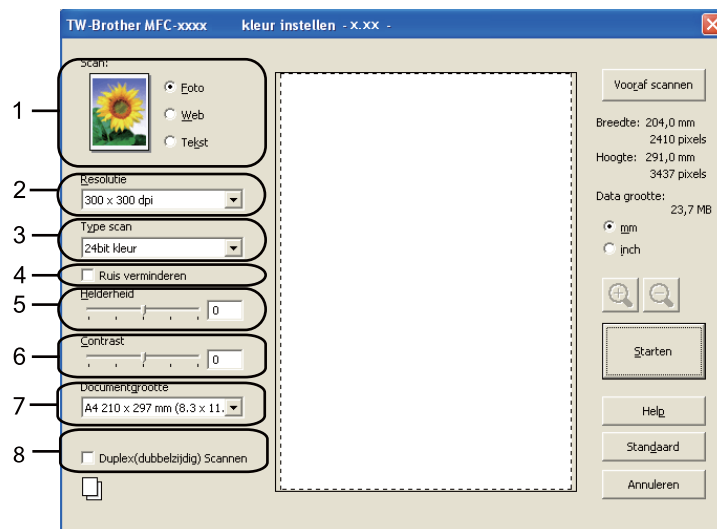 TW-Brother MFC-xxxx kleur instellen - x.xx -
1
Scan:
Foto
Web
Tekst
2
Resolutie
300 x 300 dpi
3
Type scan
24bit kleur
4
Ruis verminderen
5
Helderheid
0
6
Contrast
0
7
Documentgrootte
A4 210 x 297 mm (8.3 x 11.
8
Duplex(dubbelzijdig) Scannen
Vooraf scannen
Breedte: 204,0 mm
2410 pixels
Hoogte: 291,0 mm
3437 pixels
Data grootte:
23,7 MB
mm
inch
Starten
Help
Standaard
Annuleren